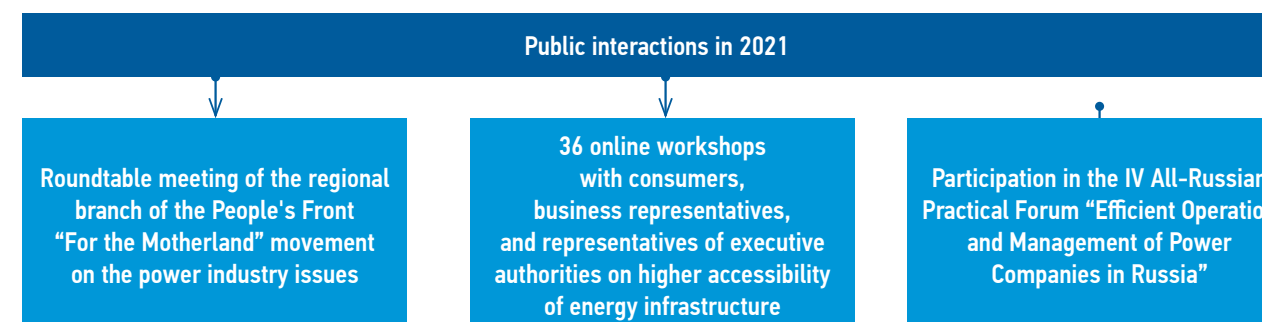 Public interactions in 2021
Roundtable meeting of the regional
branch of the People's Front
“For the Motherland” movement
on the power industry issues
36 online workshops
with consumers,
business representatives,
and representatives of executive
authorities on higher accessibility
of energy infrastructure
Participation in the IV All-Russian
Practical Forum “Efficient Operatio
and Management of Power
Companies in Russia”